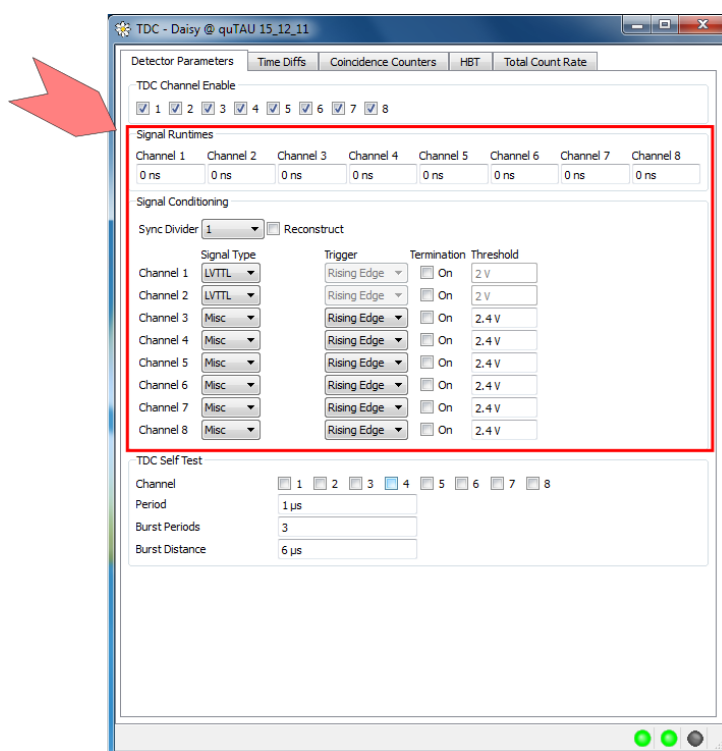 TDC - Daisy @ quTAU 15_12_11
Detector Parameters Time Diffs Coincidence Counters HBT Total Count Rate
TDC Channel Enable
1 2 3 4 5 6 7 8
Signal Runtimes
Channel 1 Channel 2 Channel 3 Channel 4 Channel 5 Channel 6 Channel 7 Channel 8
0 ns 0 ns 0 ns 0 ns 0 ns 0 ns 0 ns 0 ns
Signal Conditioning
Sync Divider 1 Reconstruct
Signal Type Trigger Termination Threshold
Channel 1 LVTTL Rising Edge On 2 V
Channel 2 LVTTL Rising Edge On 2 V
Channel 3 Misc Rising Edge On 2.4 V
Channel 4 Misc Rising Edge On 2.4 V
Channel 5 Misc Rising Edge On 2.4 V
Channel 6 Misc Rising Edge On 2.4 V
Channel 7 Misc Rising Edge On 2.4 V
Channel 8 Misc Rising Edge On 2.4 V
TDC Self Test
Channel 1 2 3 4 5 6 7 8
Period 1 µs
Burst Periods 3
Burst Distance 6 µs